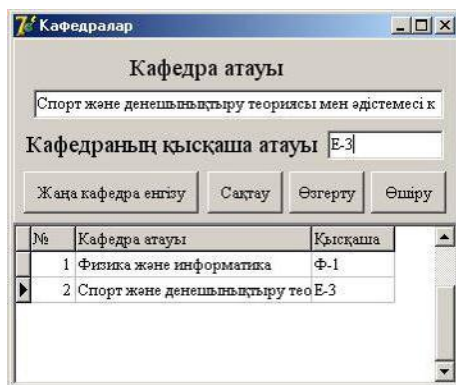 Кафедралар
Кафедра атауы
Спорт және денешынықтыру теориясы мен әдістемесі к
Кафедраның қысқаша атауы Е-3
Жаңа кафедра енгізу Сақтау Өзгерту Өшіру
№ Кафедра атауы Қысқаша
1 Физика және информатика Ф-1
2 Спорт және денешынықтыру тео Е-3